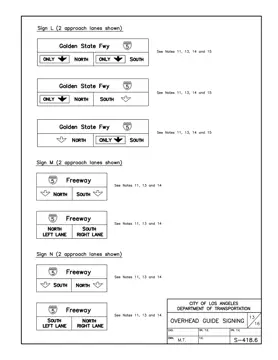 Sign L (2 approach lanes shown)
Golden State Fwy 5
ONLY NORTH ONLY SOUTH
See Notes 11, 13, 14 and 15
Golden State Fwy 5
ONLY NORTH SOUTH
See Notes 11, 13, 14 and 15
Golden State Fwy 5
NORTH ONLY SOUTH
See Notes 11, 13, 14 and 15
Sign M (2 approach lanes shown)
5 Freeway
NORTH SOUTH
See Notes 11, 13 and 14
5 Freeway
NORTH LEFT LANE SOUTH RIGHT LANE
See Notes 11, 13 and 14
Sign N (2 approach lanes shown)
5 Freeway
SOUTH NORTH
See Notes 11, 13 and 14
5 Freeway
SOUTH LEFT LANE NORTH RIGHT LANE
See Notes 11, 13 and 14
CITY OF LOS ANGELES
DEPARTMENT OF TRANSPORTATION
OVERHEAD GUIDE SIGNING 13/16
M.T. S-418.6